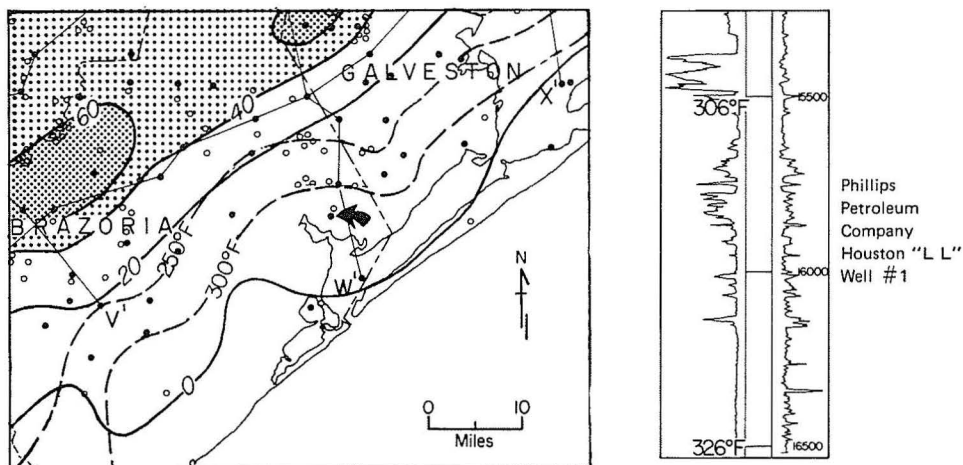 GALVESTON
X'
40
60
BRAZORIA
20
250°F
300°F
W'
V'
0
N
0 10
Miles
306°F
15500
16000
326°F
16500
Phillips
Petroleum
Company
Houston "L L"
Well #1